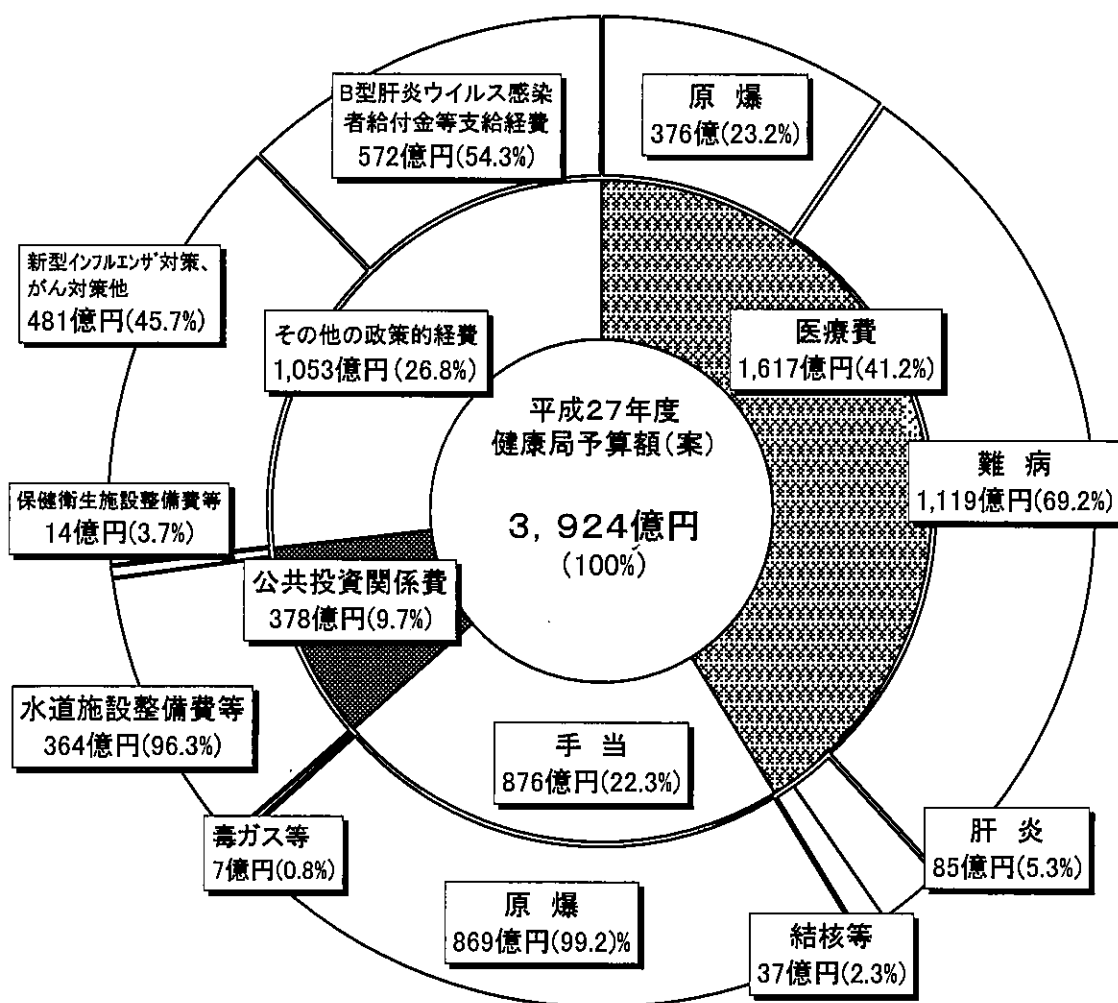 B型肝炎ウイルス感染
者給付金等支給経費
572億円(54.3%)
原 爆
376億(23.2%)
新型インフルエンザ対策、
がん対策他
481億円(45.7%)
その他の政策的経費
1,053億円(26.8%)
医療費
1,617億円(41.2%)
平成27年度
健康局予算額(案)
3,924億円
(100%)
難 病
1,119億円(69.2%)
保健衛生施設整備費等
14億円(3.7%)
公共投資関係費
378億円(9.7%)
水道施設整備費等
364億円(96.3%)
手 当
876億円(22.3%)
毒ガス等
7億円(0.8%)
肝 炎
85億円(5.3%)
原 爆
869億円(99.2)%
結核等
37億円(2.3%)